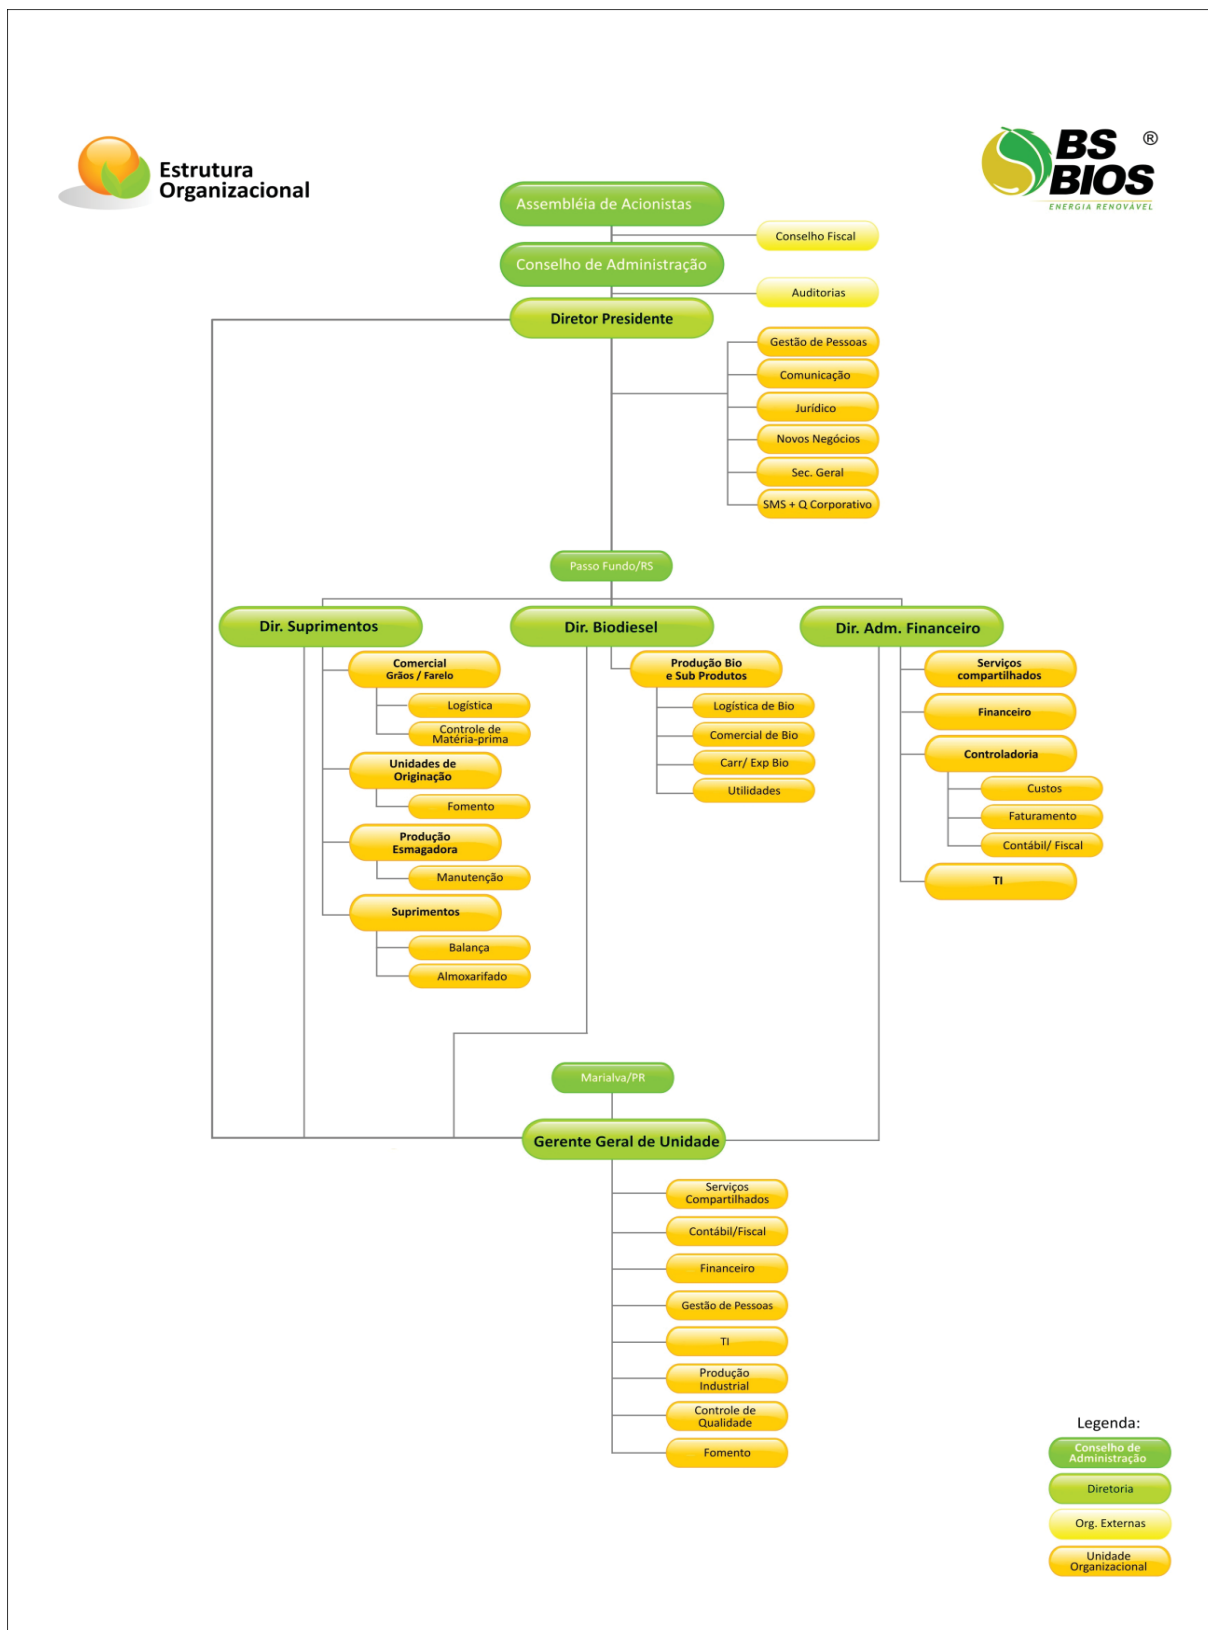 Estrutura
Organizacional
BS
BIOS
®
ENERGIA RENOVÁVEL
Assembléia de Acionistas
Conselho Fiscal
Conselho de Administração
Auditorias
Diretor Presidente
Gestão de Pessoas
Comunicação
Jurídico
Novos Negócios
Sec. Geral
SMS + Q Corporativo
Passo Fundo/RS
Dir. Suprimentos
Comercial
Grãos / Farelo
Logística
Controle de
Matéria-prima
Unidades de
Originação
Fomento
Produção
Esmagadora
Manutenção
Suprimentos
Balança
Almoxarifado
Dir. Biodiesel
Produção Bio
e Sub Produtos
Logística de Bio
Comercial de Bio
Carr/ Exp Bio
Utilidades
Dir. Adm. Financeiro
Serviços
compartilhados
Financeiro
Controladoria
Custos
Faturamento
Contábil/ Fiscal
TI
Marialva/PR
Gerente Geral de Unidade
Serviços
Compartilhados
Contábil/Fiscal
Financeiro
Gestão de Pessoas
TI
Produção
Industrial
Controle de
Qualidade
Fomento
Legenda:
Conselho de
Administração
Diretoria
Org. Externas
Unidade
Organizacional